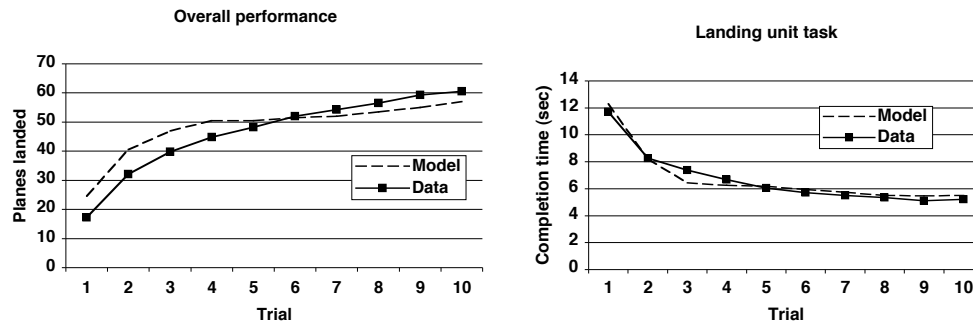 Overall performance
Planes landed
70
60
50
40
30
20
10
0
Model
Data
1 2 3 4 5 6 7 8 9 10
Trial
Landing unit task
Completion time (sec)
14
12
10
8
6
4
2
0
Model
Data
1 2 3 4 5 6 7 8 9 10
Trial